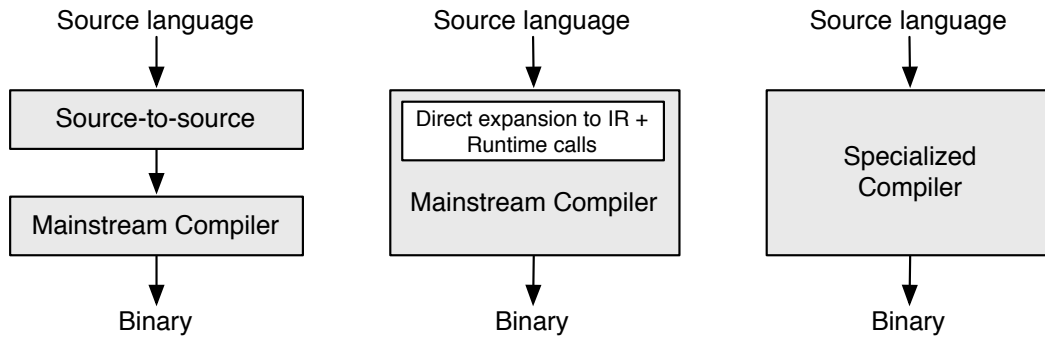 Source language
Source-to-source
Mainstream Compiler
Binary
Source language
Direct expansion to IR +
Runtime calls
Mainstream Compiler
Binary
Source language
Specialized
Compiler
Binary